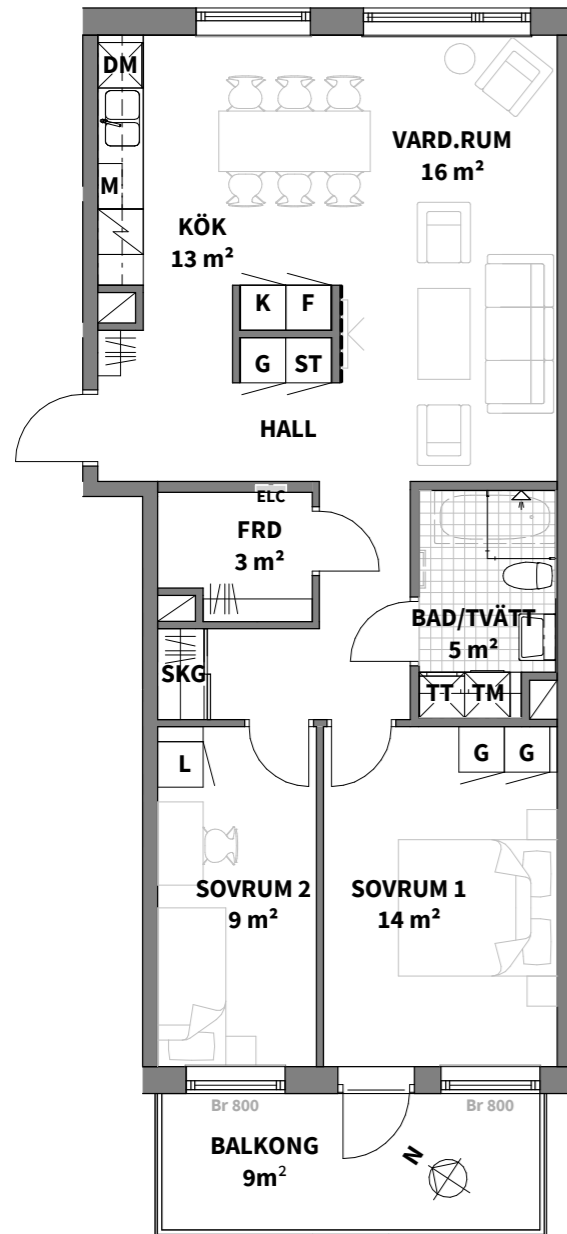 DM
VARD.RUM
16 m²
M
KÖK
13 m²
K F
G ST
HALL
ELC
FRD
3 m²
BAD/TVÄTT
5 m²
SKG
TT TM
L
G G
SOVRUM 2
9 m²
SOVRUM 1
14 m²
Br 800
Br 800
BALKONG
9m²
N